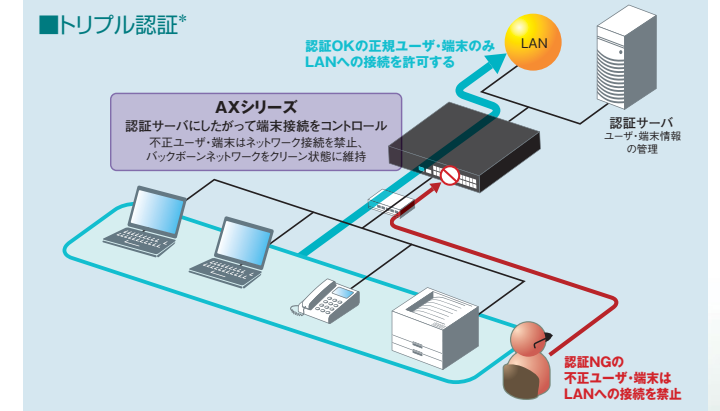 ■トリプル認証*
認証OKの正規ユーザ・端末のみ
LANへの接続を許可する
LAN
AXシリーズ
認証サーバにしたがって端末接続をコントロール
不正ユーザ・端末はネットワーク接続を禁止、
バックボーンネットワークをクリーン状態に維持
認証サーバ
ユーザ・端末情報
の管理
認証NGの
不正ユーザ・端末は
LANへの接続を禁止